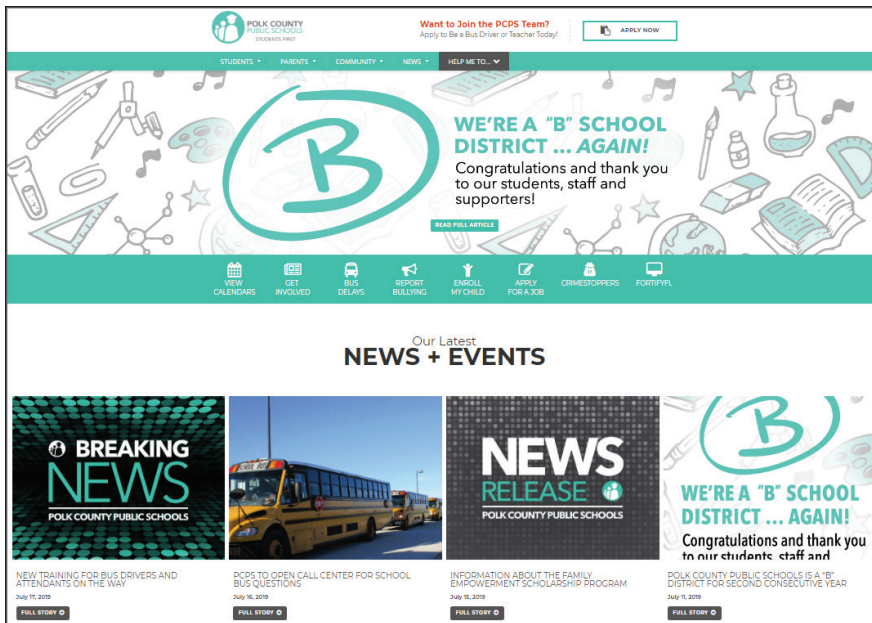 POLK COUNTY
PUBLIC SCHOOLS
STUDENTS FIRST
Want to Join the PCPS Team?
Apply to Be a Bus Driver or Teacher Today!
APPLY NOW
STUDENTS
PARENTS
COMMUNITY
NEWS
HELP ME TO...
B
WE'RE A "B" SCHOOL
DISTRICT ... AGAIN!
Congratulations and thank you
to our students, staff and
supporters!
READ FULL ARTICLE
VIEW
CALENDARS
GET
INVOLVED
BUS
DELAYS
REPORT
BULLYING
ENROLL
MY CHILD
APPLY
FOR A JOB
CRIMESTOPPERS
FORTIFYFL
Our Latest
NEWS + EVENTS
BREAKING
NEWS
POLK COUNTY PUBLIC SCHOOLS
NEW TRAINING FOR BUS DRIVERS AND
ATTENDANTS ON THE WAY
July 17, 2019
FULL STORY
SCHOOL BUS
PCPS TO OPEN CALL CENTER FOR SCHOOL
BUS QUESTIONS
July 16, 2019
FULL STORY
NEWS
RELEASE
POLK COUNTY PUBLIC SCHOOLS
INFORMATION ABOUT THE FAMILY
EMPOWERMENT SCHOLARSHIP PROGRAM
July 15, 2019
FULL STORY
B
WE'RE A "B" SCHOOL
DISTRICT ... AGAIN!
Congratulations and thank you
to our students, staff and
POLK COUNTY PUBLIC SCHOOLS IS A "B"
DISTRICT FOR SECOND CONSECUTIVE YEAR
July 11, 2019
FULL STORY